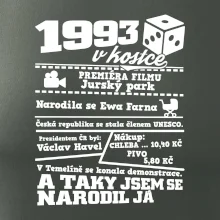 1993
v kostce
PREMIÉRA FILMU
Jurský park
Narodila se Ewa Farna
Česká republika se stala členem UNESCO.
Presidentem ČR byl:
Václav Havel
Nákup:
CHLEBA ... 10,40 KČ
PIVO
5,80 KČ
V Temelíně se konala demonstrace.
A TAKY JSEM SE
NARODIL JÁ